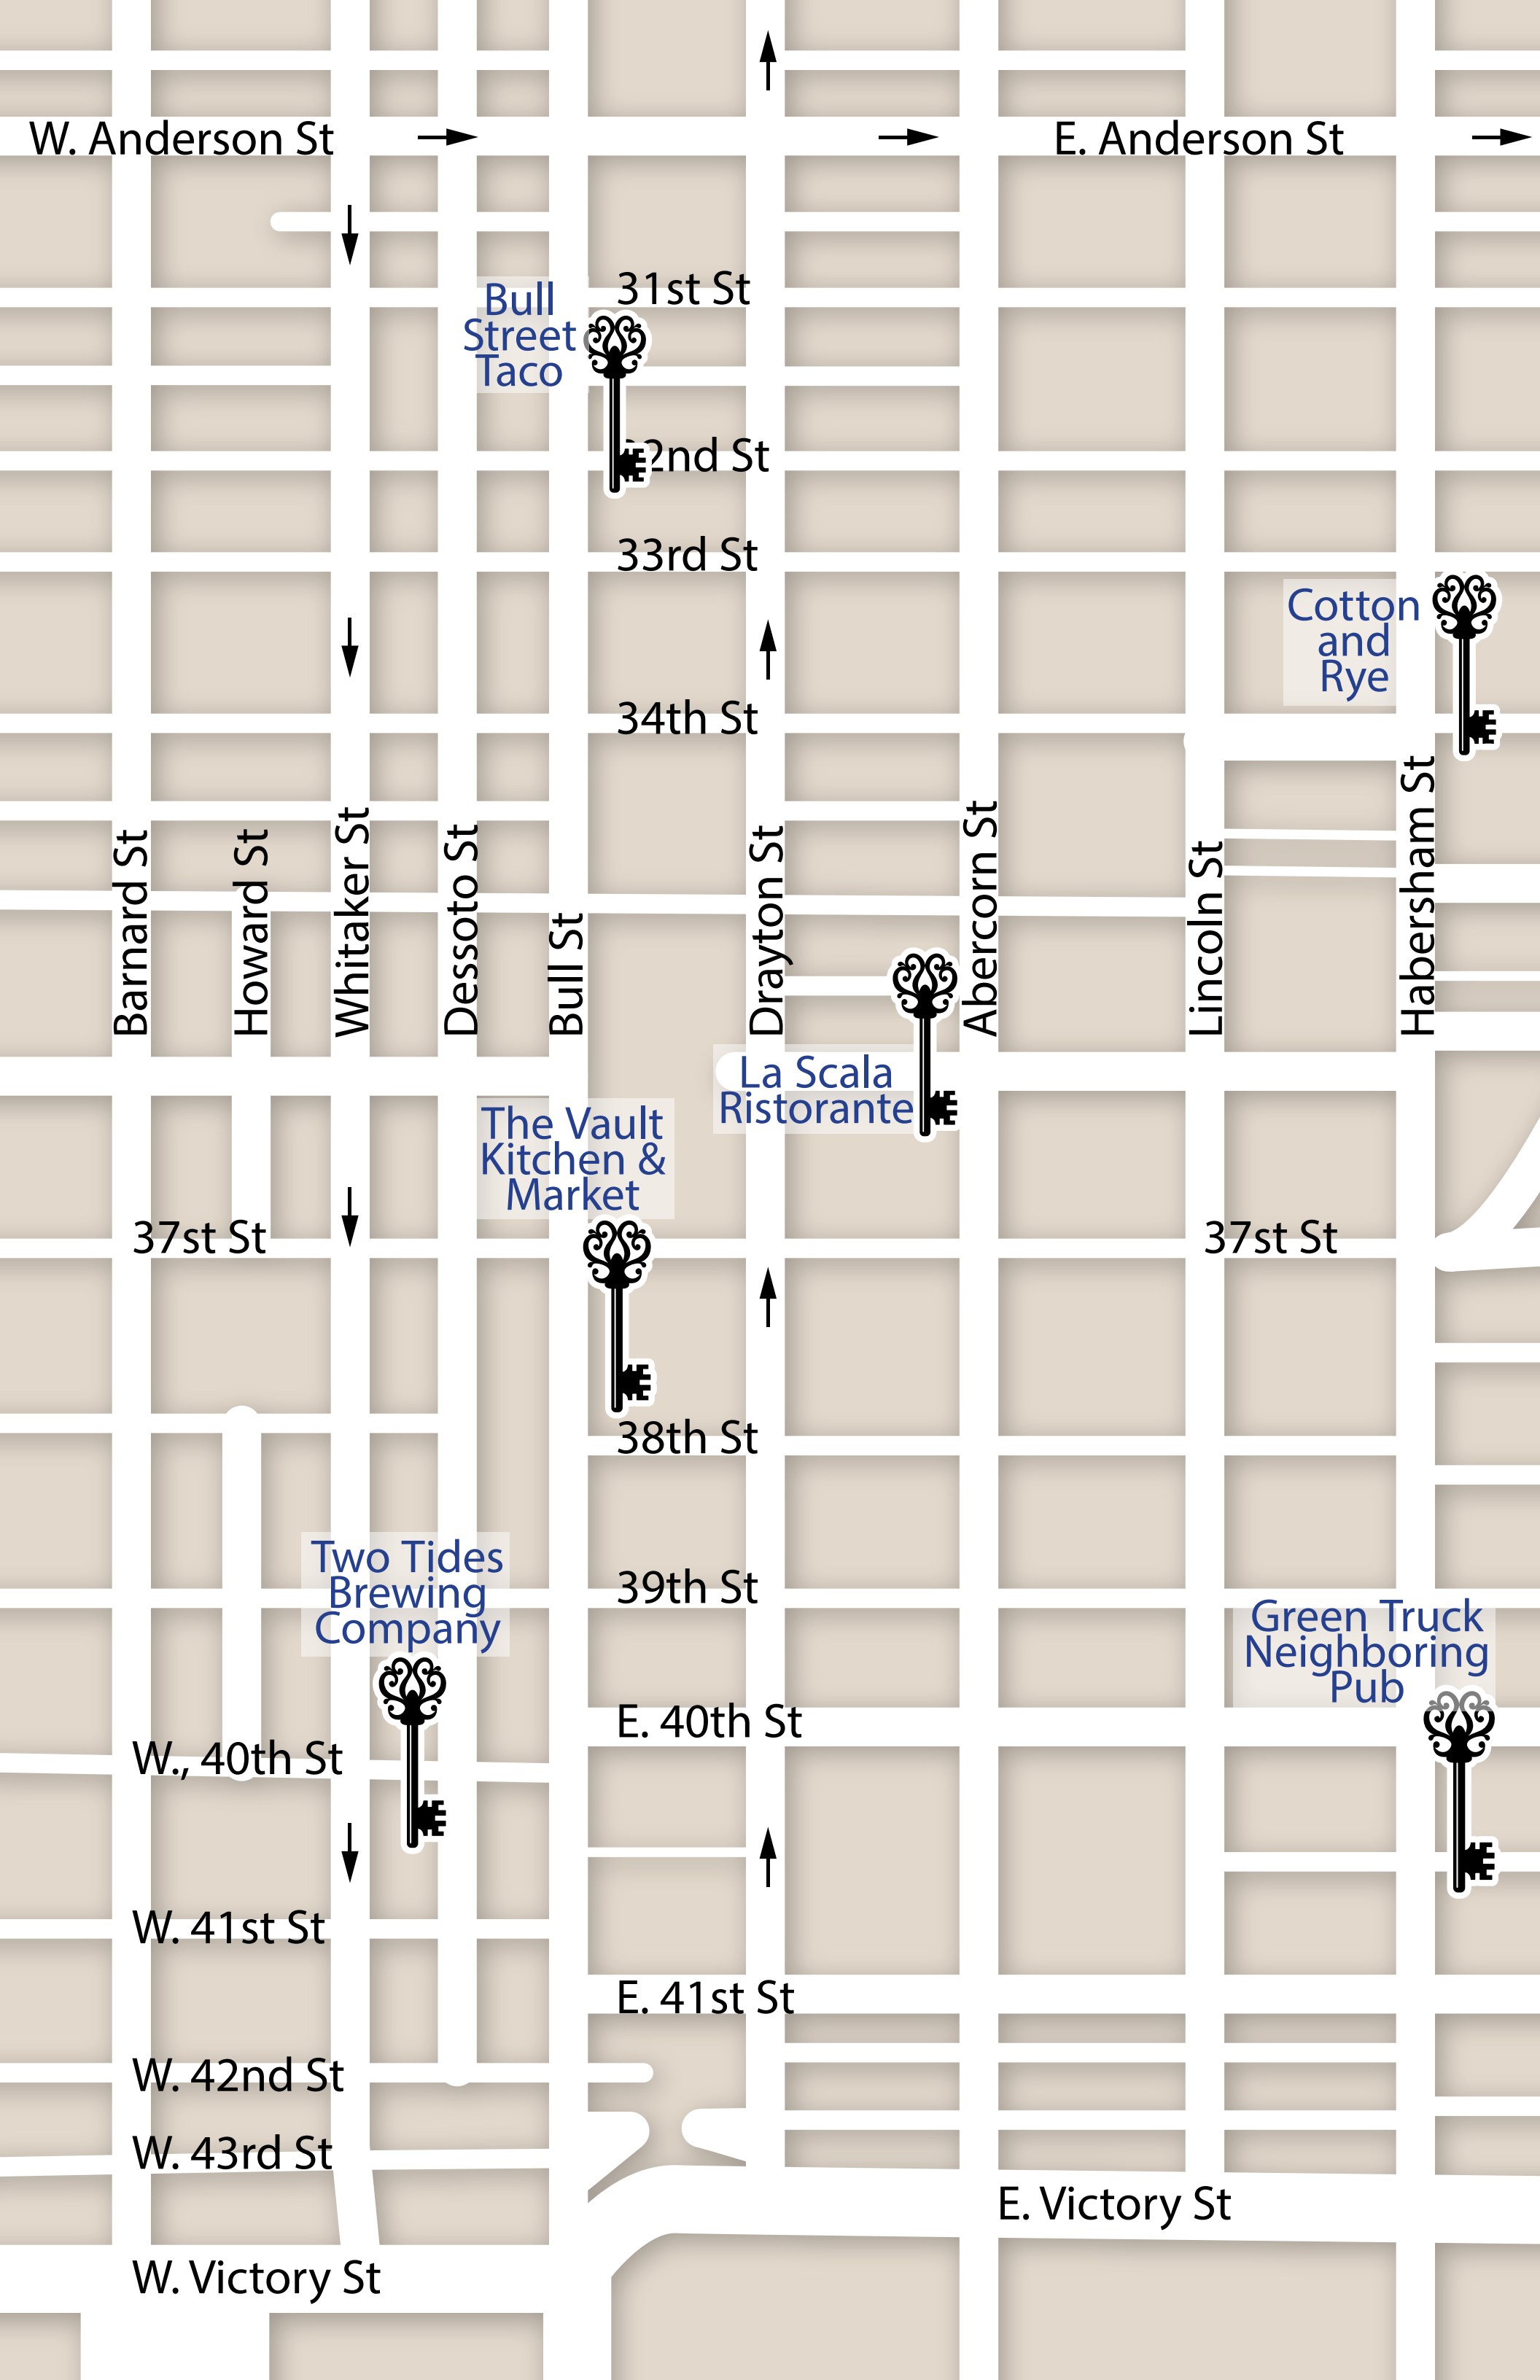 W. Anderson St
E. Anderson St
31st St
Bull
Street
Taco
2nd St
33rd St
Cotton
and
Rye
34th St
Barnard St
Howard St
Whitaker St
Dessoto St
Bull St
Drayton St
Abercorn St
Lincoln St
Habersham St
La Scala
Ristorante
The Vault
Kitchen &
Market
37st St
37st St
38th St
Two Tides
Brewing
Company
39th St
Green Truck
Neighboring
Pub
E. 40th St
W., 40th St
W. 41st St
E. 41st St
W. 42nd St
W. 43rd St
E. Victory St
W. Victory St